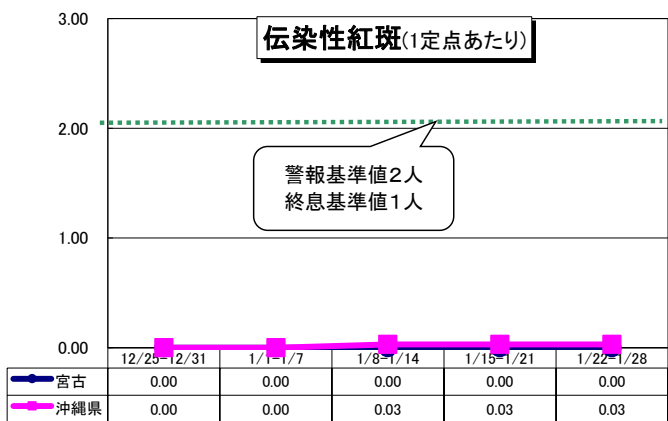 3.00
伝染性紅斑(1定点あたり)
2.00
警報基準値2人
終息基準値1人
1.00
0.00
12/25-12/31 1/1-1/7 1/8-1/14 1/15-1/21 1/22-1/28
宮古 0.00 0.00 0.00 0.00 0.00
沖縄県 0.00 0.00 0.03 0.03 0.03